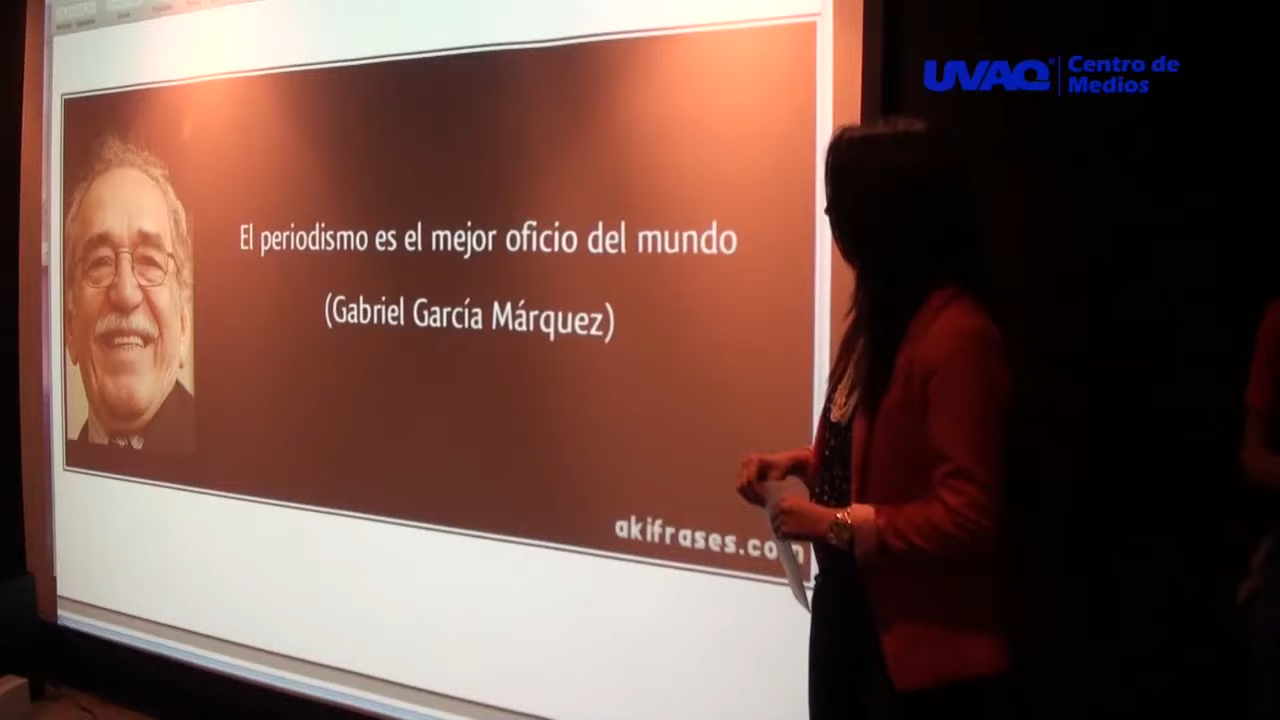 UVAQ Centro de
Medios
El periodismo es el mejor oficio del mundo
(Gabriel García Márquez)
akifrases.com